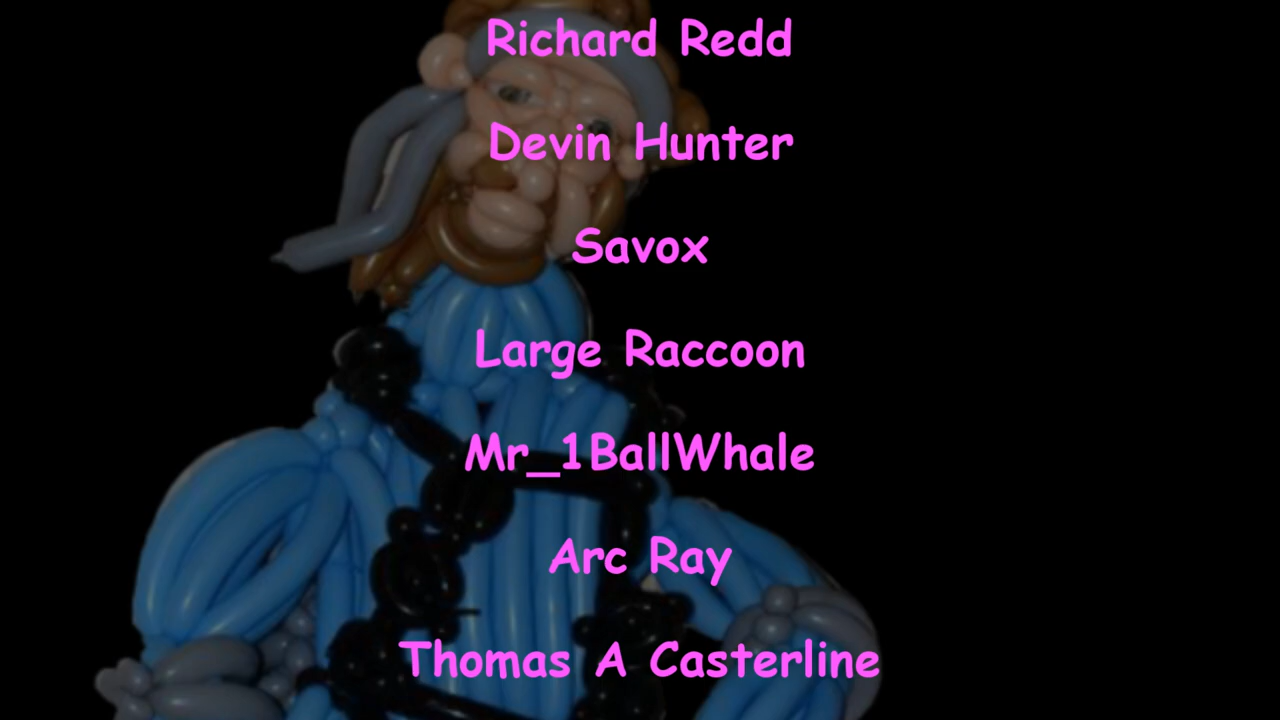 Richard Redd
Devin Hunter
Savox
Large Raccoon
Mr_1BallWhale
Arc Ray
Thomas A Casterline